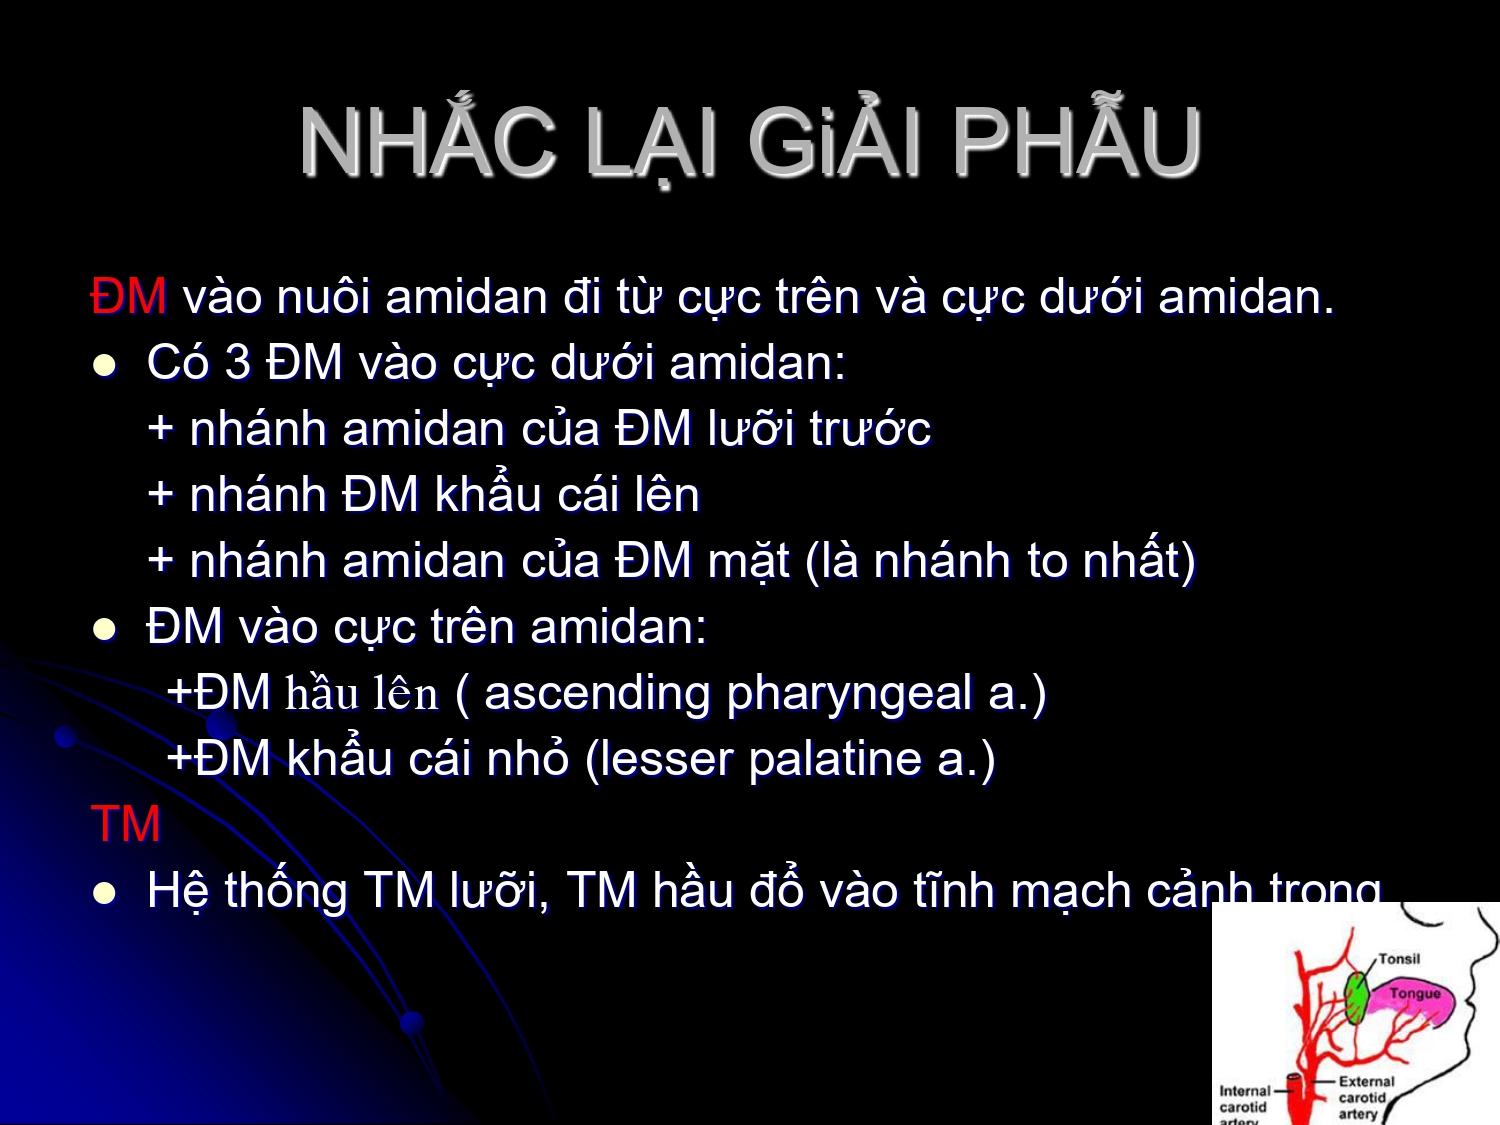 NHẮC LẠI GiẢI PHẪU
ĐM vào nuôi amidan đi từ cực trên và cực dưới amidan.
● Có 3 ĐM vào cực dưới amidan:
+ nhánh amidan của ĐM lưỡi trước
+ nhánh ĐM khẩu cái lên
+ nhánh amidan của ĐM mặt (là nhánh to nhất)
● ĐM vào cực trên amidan:
+ĐM hầu lên ( ascending pharyngeal a.)
+ĐM khẩu cái nhỏ (lesser palatine a.)
TM
● Hệ thống TM lưỡi, TM hầu đổ vào tĩnh mạch cảnh trong
Tonsil
Tongue
External
carotid
artery
Internal
carotid
artery